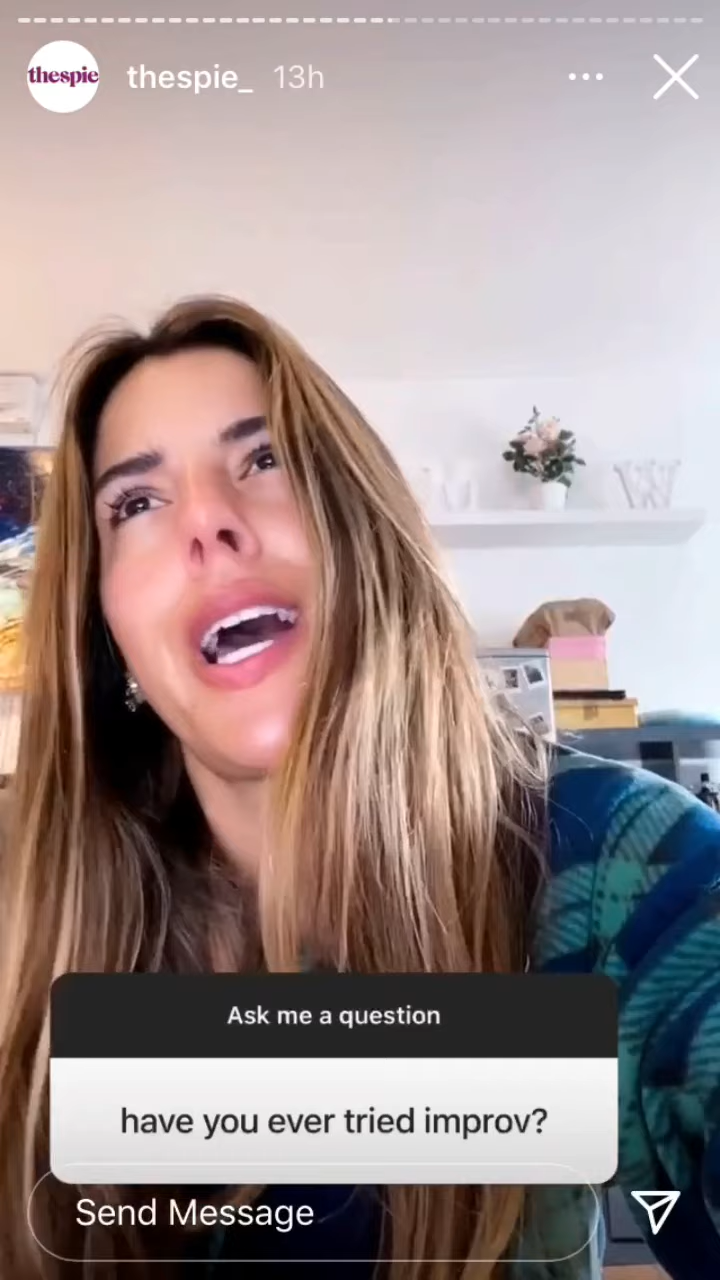 thespie
thespie_ 13h
M W
Ask me a question
have you ever tried improv?
Send Message